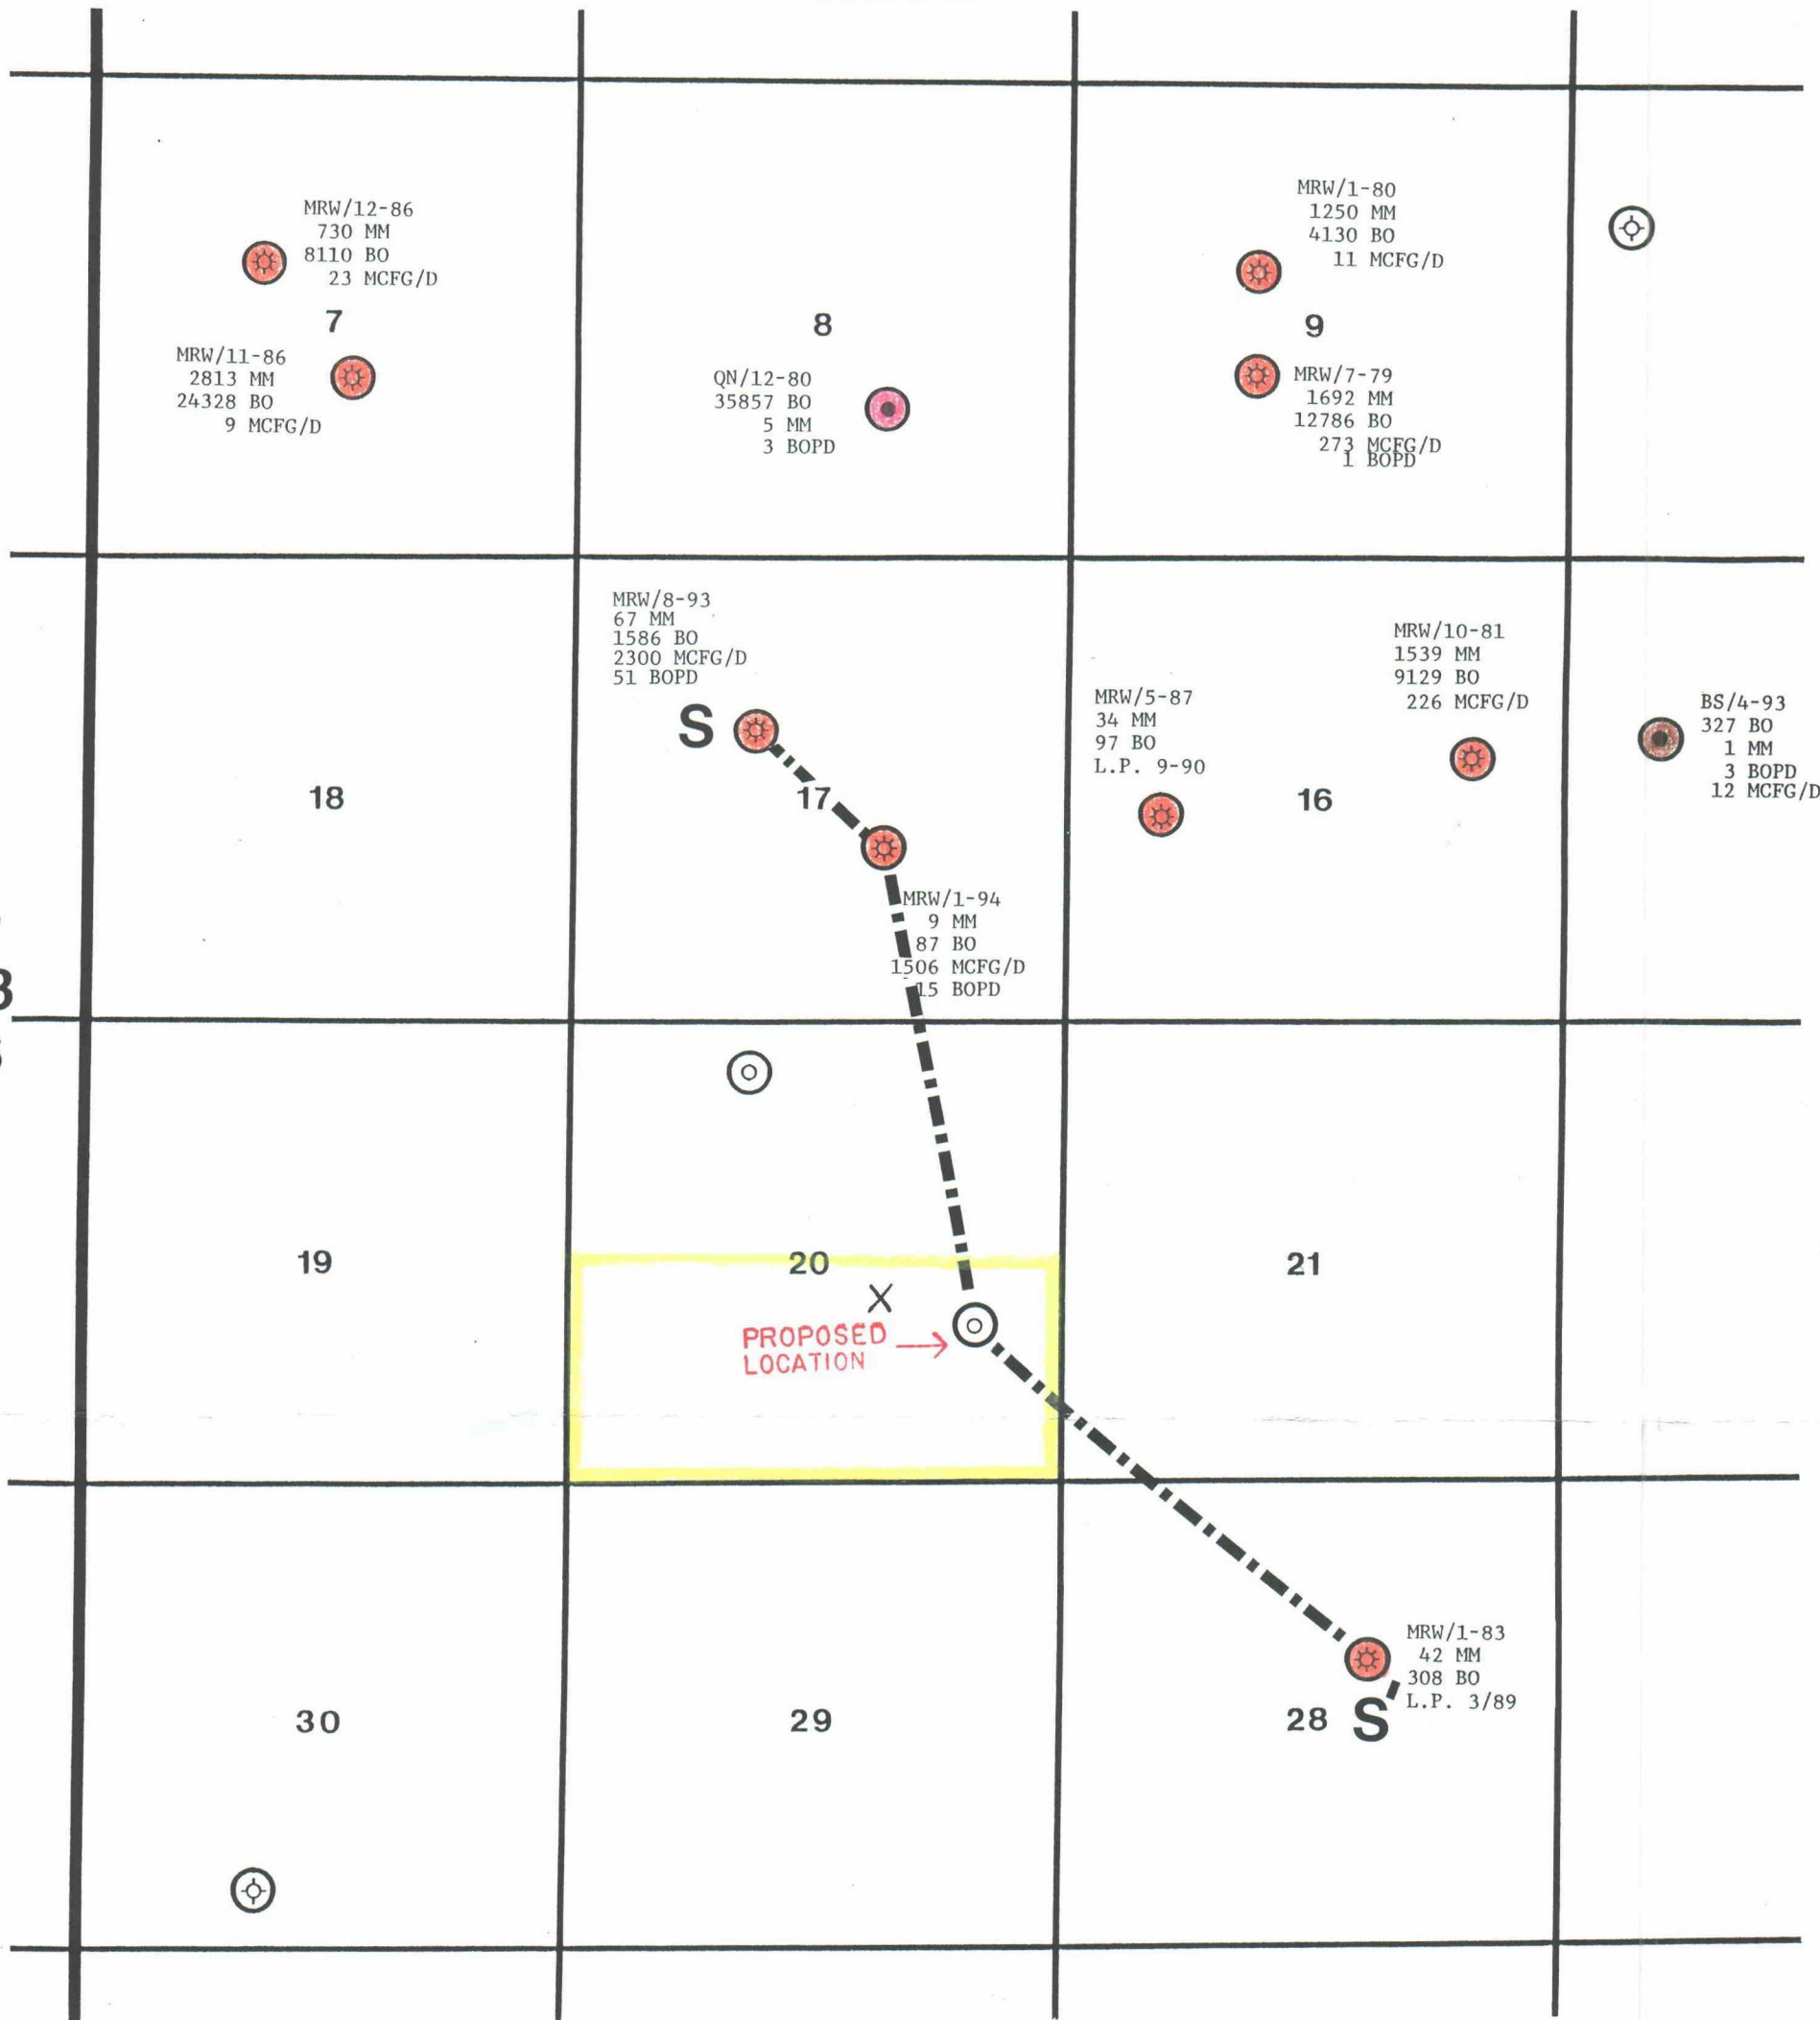 MRW/12-86
730 MM
8110 BO
23 MCFG/D
7
MRW/11-86
2813 MM
24328 BO
9 MCFG/D
8
QN/12-80
35857 BO
5 MM
3 BOPD
MRW/1-80
1250 MM
4130 BO
11 MCFG/D
9
MRW/7-79
1692 MM
12786 BO
273 MCFG/D
1 BOPD
18
MRW/8-93
67 MM
1586 BO
2300 MCFG/D
51 BOPD
S
17
MRW/1-94
9 MM
87 BO
1506 MCFG/D
15 BOPD
MRW/5-87
34 MM
97 BO
L.P. 9-90
16
MRW/10-81
1539 MM
9129 BO
226 MCFG/D
BS/4-93
327 BO
1 MM
3 BOPD
12 MCFG/D
19
20
X
PROPOSED
LOCATION
21
30
29
28
S
MRW/1-83
42 MM
308 BO
L.P. 3/89